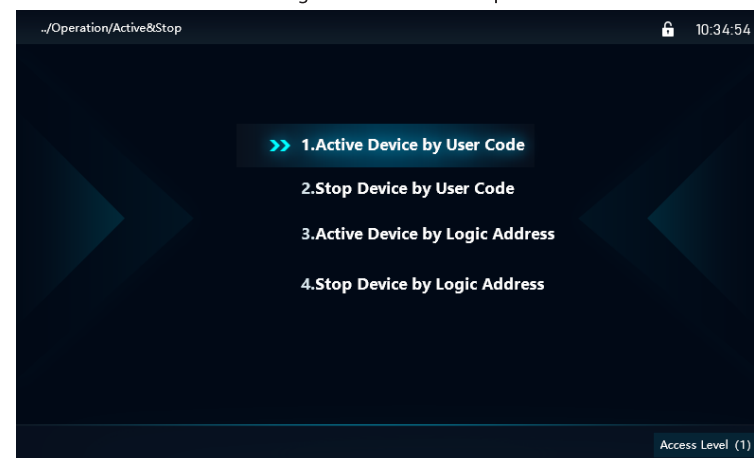 ../Operation/Active&Stop
10:34:54
1.Active Device by User Code
2.Stop Device by User Code
3.Active Device by Logic Address
4.Stop Device by Logic Address
Access Level (1)